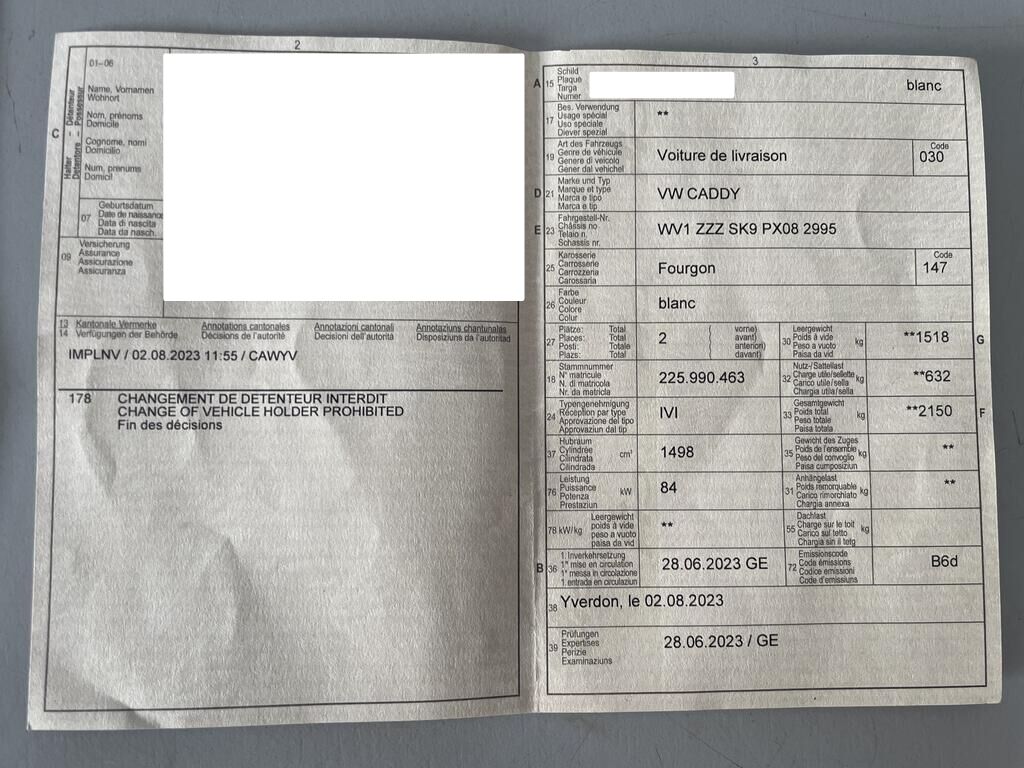 2
01–06
C
Halter – Détenteur
Detentore – Possessur
Name, Vornamen
Wohnort
Nom, prénoms
Domicile
Cognome, nomi
Domicilio
Num, prenums
Domicil
07
Geburtsdatum
Date de naissance
Data di nascita
Data da nasch.
09
Versicherung
Assurance
Assicurazione
Assicuranza
13 Kantonale Vermerke
14 Verfügungen der Behörde
Annotations cantonales
Décisions de l'autorité
Annotazioni cantonali
Decisioni dell'autorità
Annotaziuns chantunalas
Disposiziuns da l'autoritad
IMPLNV / 02.08.2023 11:55 / CAWYV
178 CHANGEMENT DE DETENTEUR INTERDIT
CHANGE OF VEHICLE HOLDER PROHIBITED
Fin des décisions
3
A 15
Schild
Plaque
Targa
Numer
blanc
17
Bes. Verwendung
Usage spécial
Uso speciale
Diever spezial
**
19
Art des Fahrzeugs
Genre de véhicule
Genere di veicolo
Gener dal vehichel
Voiture de livraison
Code
030
D 21
Marke und Typ
Marque et type
Marca e tipo
Marca e tip
VW CADDY
E 23
Fahrgestell-Nr.
Châssis no
Telaio n.
Schassis nr.
WV1 ZZZ SK9 PX08 2995
25
Karosserie
Carrosserie
Carrozzeria
Carossaria
Fourgon
Code
147
26
Farbe
Couleur
Colore
Colur
blanc
27
Plätze: Total
Places: Total
Posti: Totale
Plazs: Totale
2
( vorne)
( avant)
( anteriori)
( davant)
30
Leergewicht
Poids à vide
Peso a vuoto
Paisa da vid
kg
**1518
G
18
Stammnummer
N° matricule
N. di matricola
Nr. da matricla
225.990.463
32
Nutz-/Sattellast
Charge utile/sellette
Carico utile/sella
Chargia utila/sella
kg
**632
24
Typengenehmigung
Réception par type
Approvazione del tipo
Approvaziun dal tip
IVI
33
Gesamtgewicht
Poids total
Peso totale
Paisa totala
kg
**2150
F
37
Hubraum
Cylindrée
Cilindrata
Cilindrada
cm³
1498
35
Gewicht des Zuges
Poids de l'ensemble
Peso del convoglio
Paisa cumposiziun
kg
**
76
Leistung
Puissance
Potenza
Prestaziun
kW
84
31
Anhängelast
Poids remorquable
Carico rimorchiato
Chargia annexa
kg
**
78 kW/kg
Leergewicht
poids à vide
peso a vuoto
paisa da vid
**
55
Dachlast
Charge sur le toit
Carico sul tetto
Chargia sin il tetg
kg
B 36
1. Inverkehrsetzung
1re mise en circulation
1a messa in circolazione
1. entrada en circulaziun
28.06.2023 GE
72
Emissionscode
Code émissions
Codice emissioni
Code d'emissiuns
B6d
38 Yverdon, le 02.08.2023
39
Prüfungen
Expertises
Perizie
Examinaziuns
28.06.2023 / GE